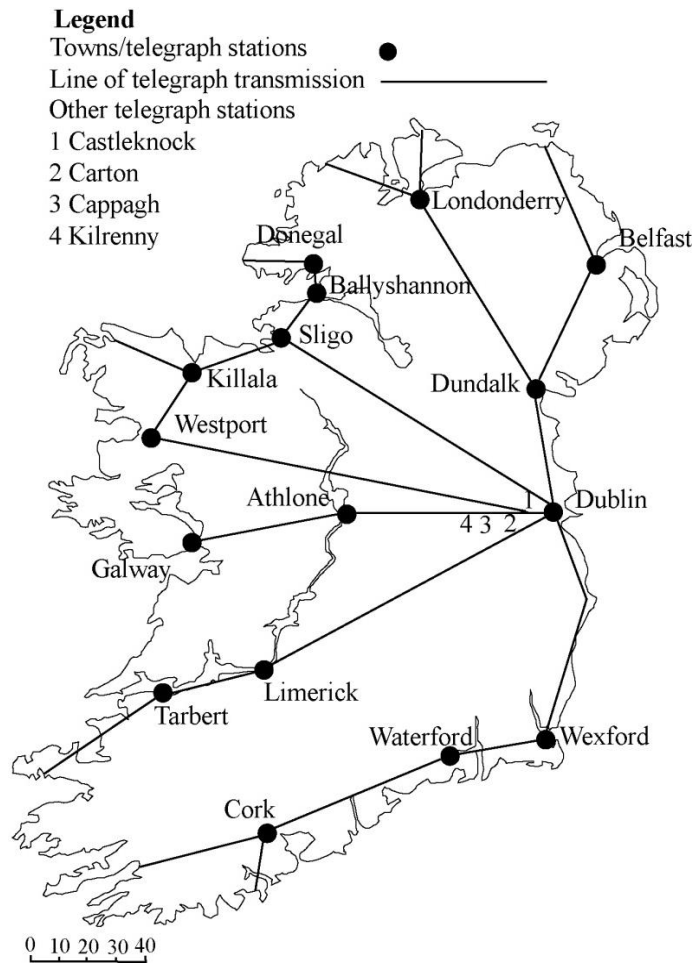 Legend
Towns/telegraph stations
Line of telegraph transmission
Other telegraph stations
1 Castleknock
2 Carton
3 Cappagh
4 Kilrenny
Londonderry
Donegal
Belfast
Ballyshannon
Sligo
Killala
Dundalk
Westport
Athlone
1
Dublin
4 3 2
Galway
Limerick
Tarbert
Waterford
Wexford
Cork
0 10 20 30 40